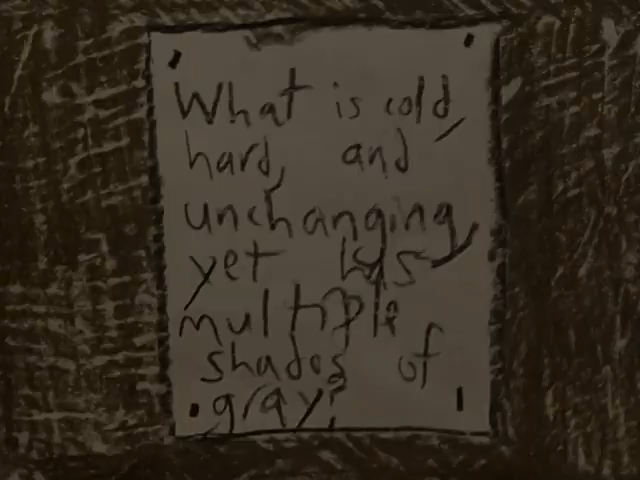 What is cold,
hard, and
unchanging,
yet has
multiple
shades of
gray?